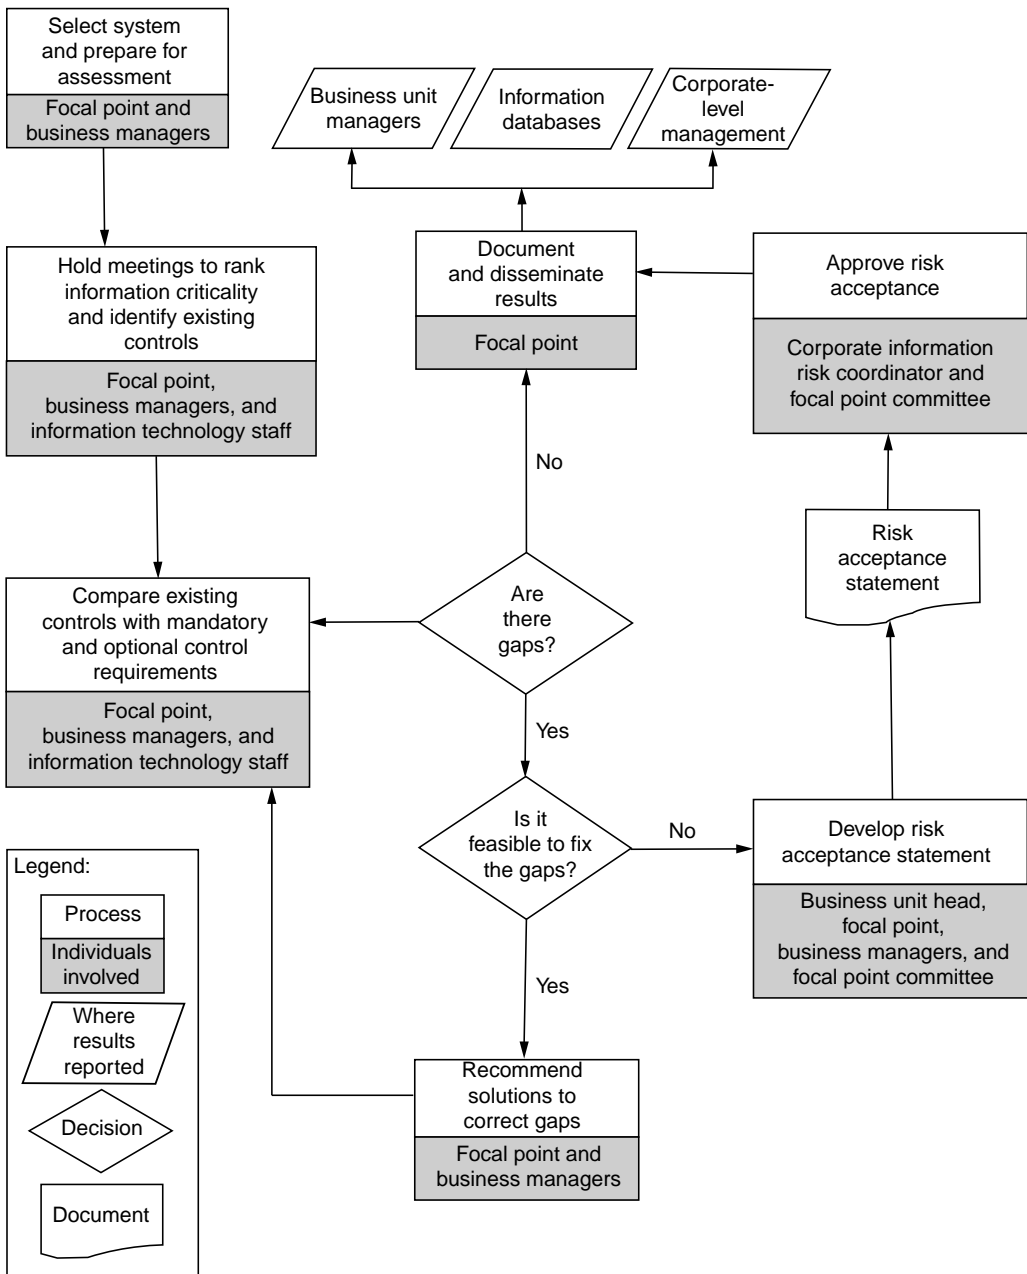 Select system
and prepare for
assessment
Focal point and
business managers
Hold meetings to rank
information criticality
and identify existing
controls
Focal point,
business managers, and
information technology staff
Compare existing
controls with mandatory
and optional control
requirements
Focal point,
business managers, and
information technology staff
Business unit
managers
Information
databases
Corporate-
level
management
Document
and disseminate
results
Focal point
No
Are
there
gaps?
Yes
Is it
feasible to fix
the gaps?
No
Yes
Recommend
solutions to
correct gaps
Focal point and
business managers
Approve risk
acceptance
Corporate information
risk coordinator and
focal point committee
Risk
acceptance
statement
Develop risk
acceptance statement
Business unit head,
focal point,
business managers, and
focal point committee
Legend:
Process
Individuals
involved
Where
results
reported
Decision
Document